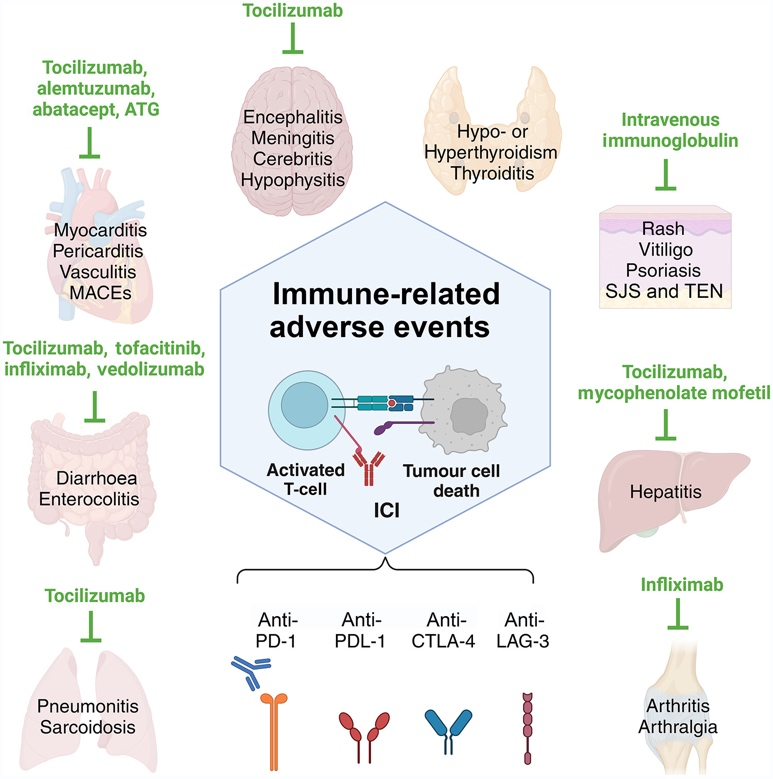 Tocilizumab
Encephalitis
Meningitis
Cerebritis
Hypophysitis
Hypo- or
Hyperthyroidism
Thyroiditis
Tocilizumab,
alemtuzumab,
abatacept, ATG
Myocarditis
Pericarditis
Vasculitis
MACEs
Intravenous
immunoglobulin
Rash
Vitiligo
Psoriasis
SJS and TEN
Immune-related
adverse events
Activated
T-cell
Tumour cell
death
ICI
Tocilizumab, tofacitinib,
infliximab, vedolizumab
Diarrhoea
Enterocolitis
Tocilizumab,
mycophenolate mofetil
Hepatitis
Tocilizumab
Pneumonitis
Sarcoidosis
Anti-
PD-1
Anti-
PDL-1
Anti-
CTLA-4
Anti-
LAG-3
Infliximab
Arthritis
Arthralgia